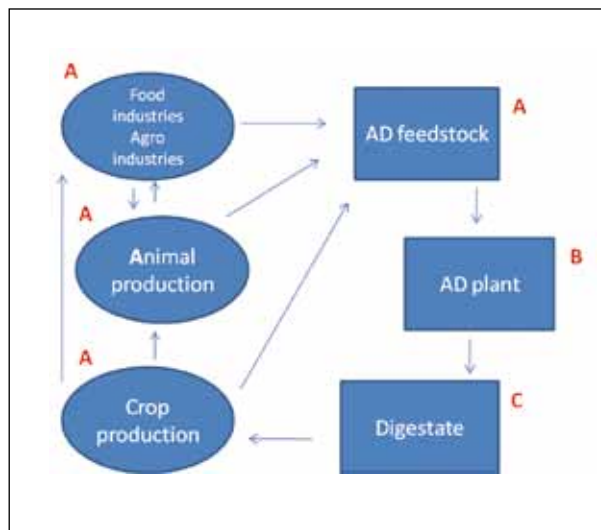 A
Food
industries
Agro
industries
AD feedstock
A
A
Animal
production
B
AD plant
A
Crop
production
C
Digestate